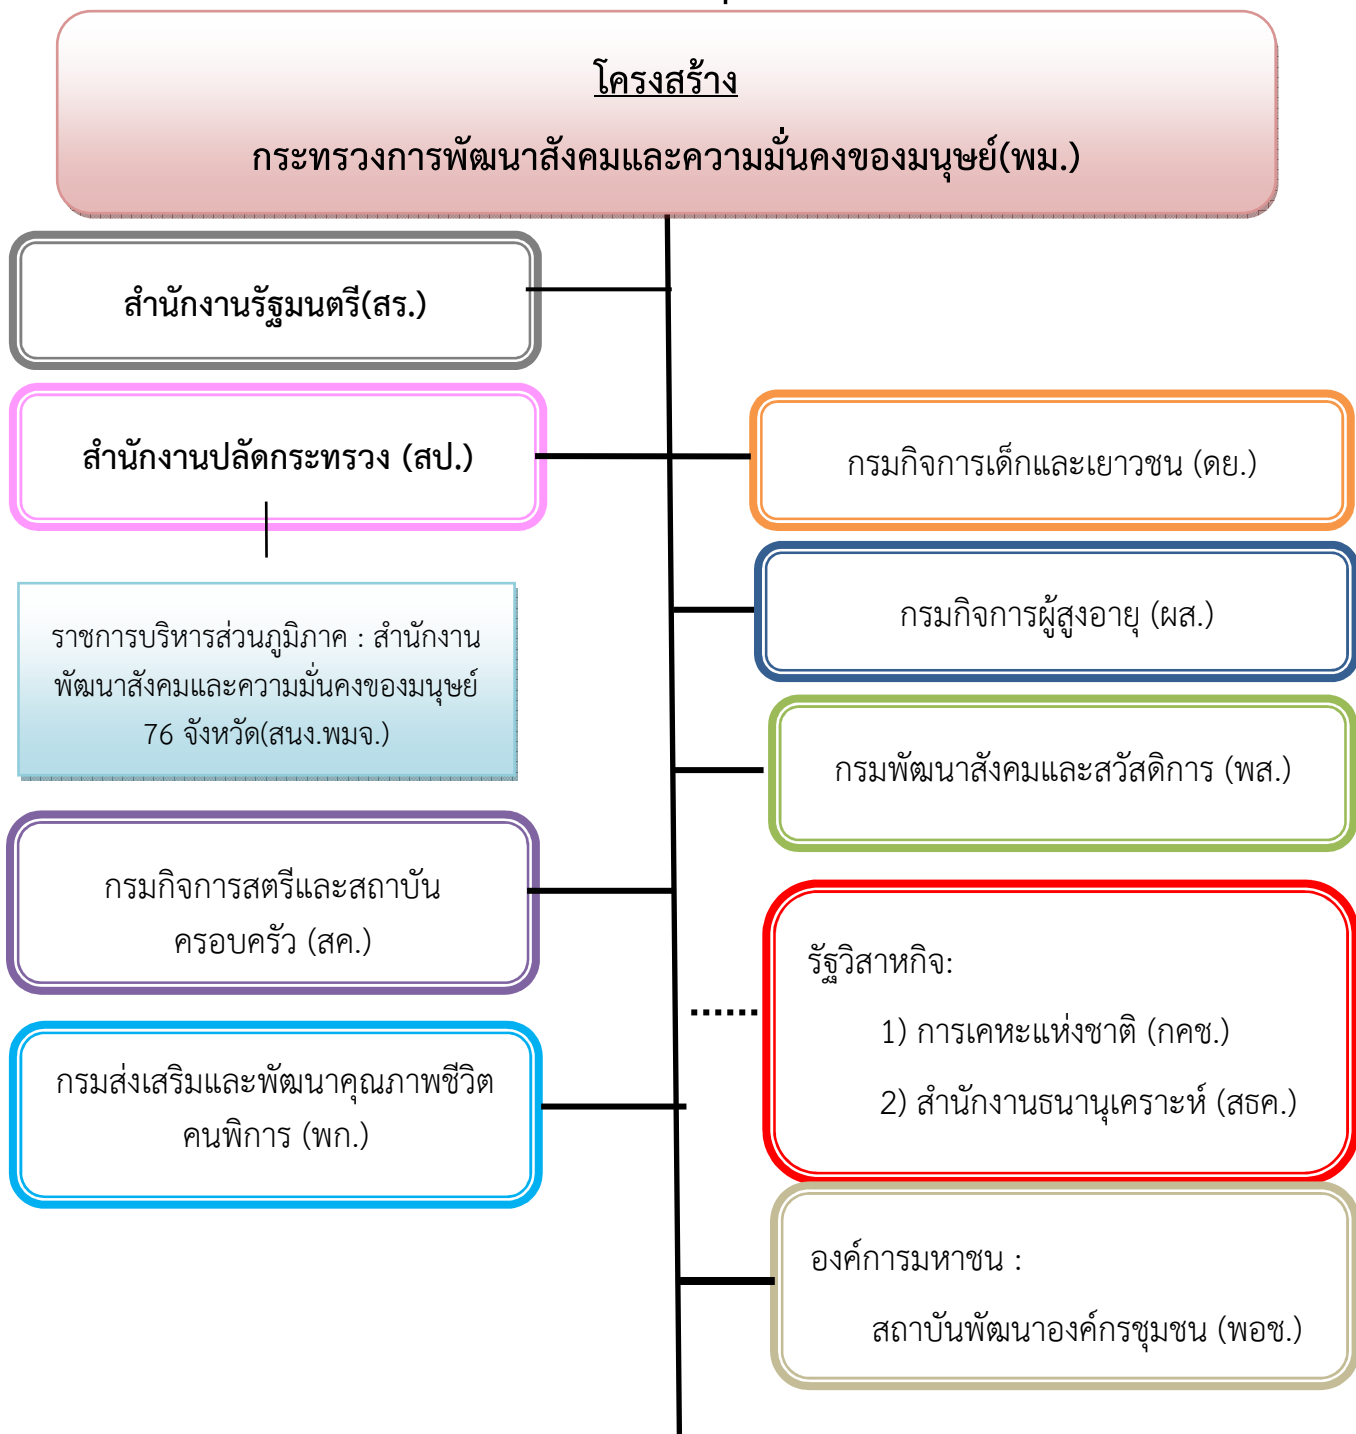 โครงสร้าง
กระทรวงการพัฒนาสังคมและความมั่นคงของมนุษย์(พม.)
สำนักงานรัฐมนตรี(สร.)
สำนักงานปลัดกระทรวง (สป.)
กรมกิจการเด็กและเยาวชน (ดย.)
กรมกิจการผู้สูงอายุ (ผส.)
ราชการบริหารส่วนภูมิภาค : สำนักงาน
พัฒนาสังคมและความมั่นคงของมนุษย์
76 จังหวัด(สนง.พมจ.)
กรมพัฒนาสังคมและสวัสดิการ (พส.)
กรมกิจการสตรีและสถาบัน
ครอบครัว (สค.)
รัฐวิสาหกิจ:
1) การเคหะแห่งชาติ (กคช.)
2) สำนักงานธนานุเคราะห์ (สธค.)
กรมส่งเสริมและพัฒนาคุณภาพชีวิต
คนพิการ (พก.)
องค์การมหาชน :
สถาบันพัฒนาองค์กรชุมชน (พอช.)